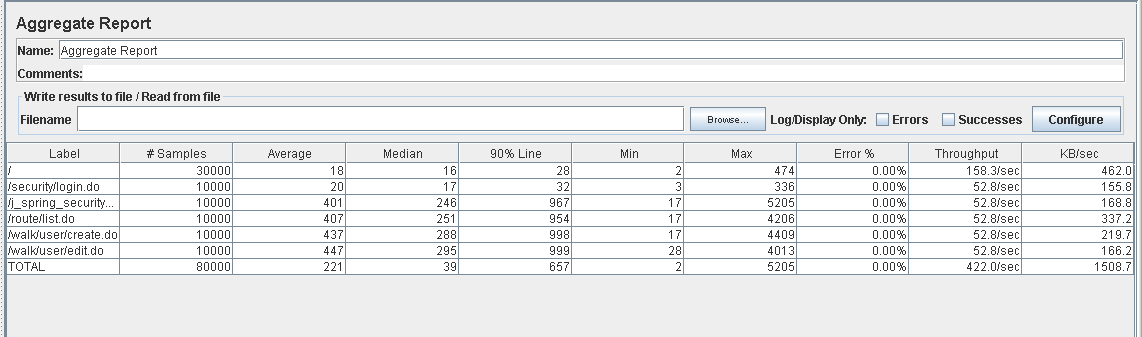 Aggregate Report
Name: Aggregate Report
Comments:
Write results to file / Read from file
Filename Browse... Log/Display Only: Errors Successes Configure
Label # Samples Average Median 90% Line Min Max Error % Throughput KB/sec
/ 30000 18 16 28 2 474 0.00% 158.3/sec 462.0
/security/login.do 10000 20 17 32 3 336 0.00% 52.8/sec 155.8
/j_spring_security... 10000 401 246 967 17 5205 0.00% 52.8/sec 168.8
/route/list.do 10000 407 251 954 17 4206 0.00% 52.8/sec 337.2
/walk/user/create.do 10000 437 288 998 17 4409 0.00% 52.8/sec 219.7
/walk/user/edit.do 10000 447 295 999 28 4013 0.00% 52.8/sec 166.2
TOTAL 80000 221 39 657 2 5205 0.00% 422.0/sec 1508.7